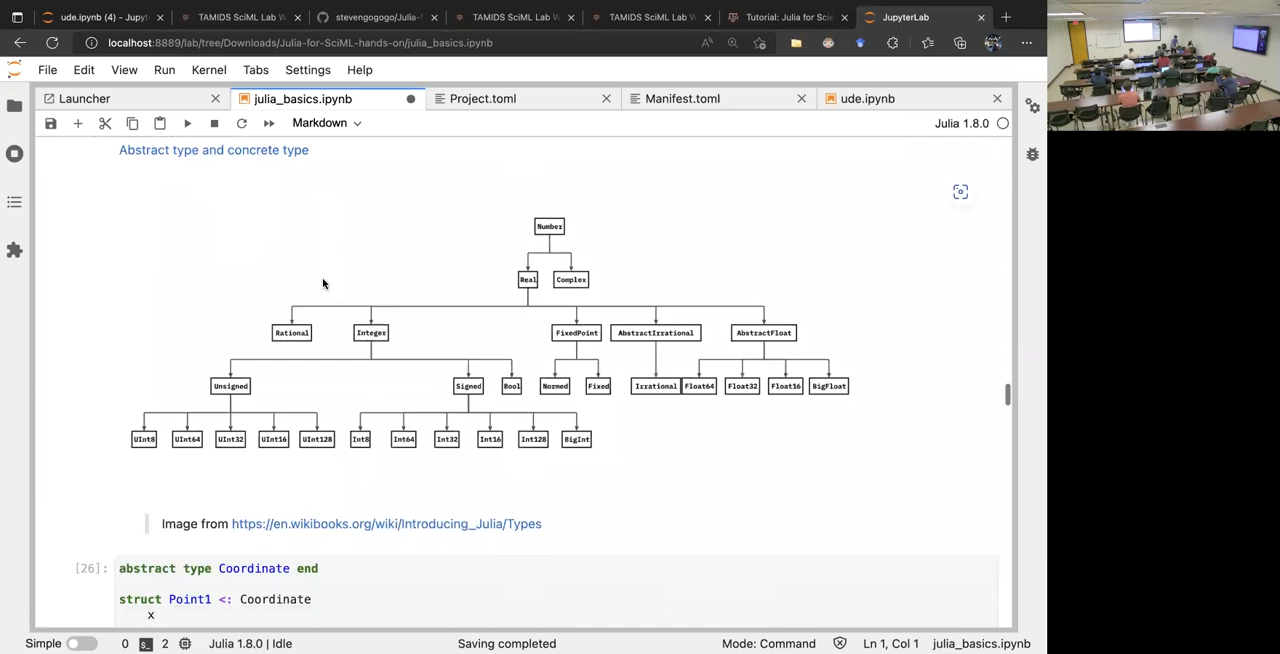 ude.ipynb (4) - Jupyt
TAMIDS SciML Lab W
stevengogogo/Julia-
TAMIDS SciML Lab W
TAMIDS SciML Lab W
Tutorial: Julia for Scie
JupyterLab
localhost:8889/lab/tree/Downloads/Julia-for-SciML-hands-on/julia_basics.ipynb
File Edit View Run Kernel Tabs Settings Help
Launcher
julia_basics.ipynb
Project.toml
Manifest.toml
ude.ipynb
Markdown
Julia 1.8.0
Abstract type and concrete type
Number
Real Complex
Rational Integer FixedPoint AbstractIrrational AbstractFloat
Unsigned Signed Bool Normed Fixed Irrational Float64 Float32 Float16 BigFloat
UInt8 UInt64 UInt32 UInt16 UInt128 Int8 Int64 Int32 Int16 Int128 BigInt
Image from https://en.wikibooks.org/wiki/Introducing_Julia/Types
[26]: abstract type Coordinate end
struct Point1 <: Coordinate
x
Simple 0 2 Julia 1.8.0 | Idle Saving completed Mode: Command Ln 1, Col 1 julia_basics.ipynb